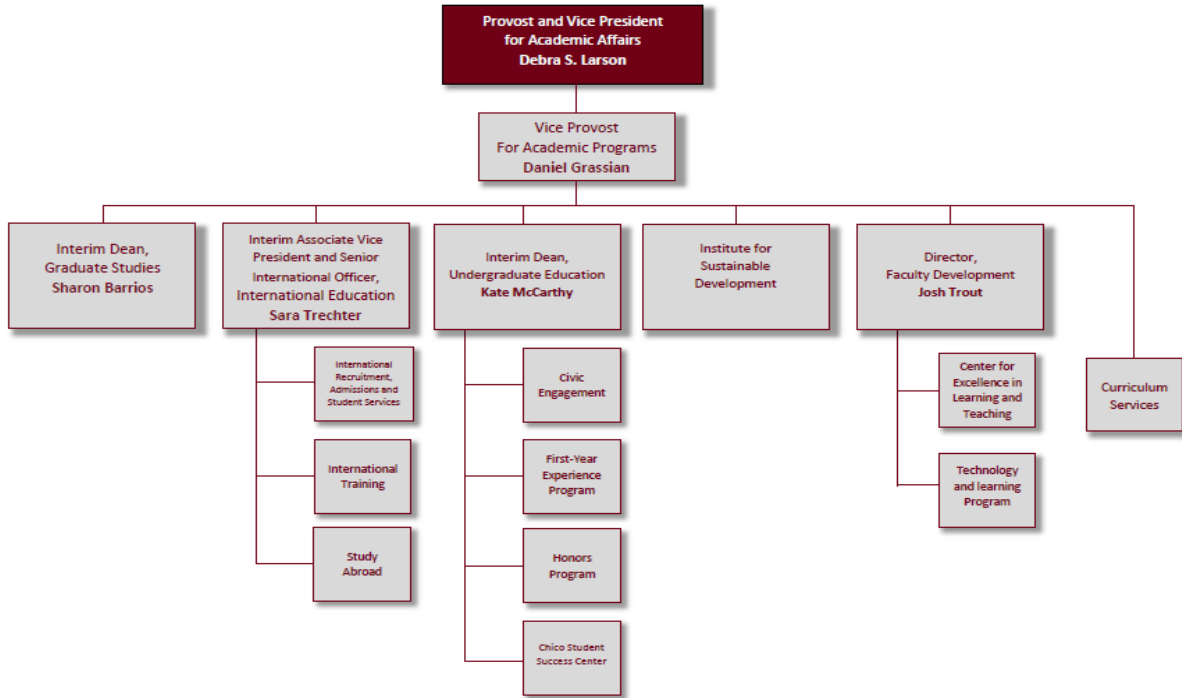 Provost and Vice President
for Academic Affairs
Debra S. Larson
Vice Provost
For Academic Programs
Daniel Grassian
Interim Dean,
Graduate Studies
Sharon Barrios
Interim Associate Vice
President and Senior
International Officer,
International Education
Sara Trechter
Interim Dean,
Undergraduate Education
Kate McCarthy
Institute for
Sustainable
Development
Director,
Faculty Development
Josh Trout
International
Recruitment,
Admissions and
Student Services
International
Training
Study
Abroad
Civic
Engagement
First-Year
Experience
Program
Honors
Program
Chico Student
Success Center
Center for
Excellence in
Learning and
Teaching
Technology
and learning
Program
Curriculum
Services